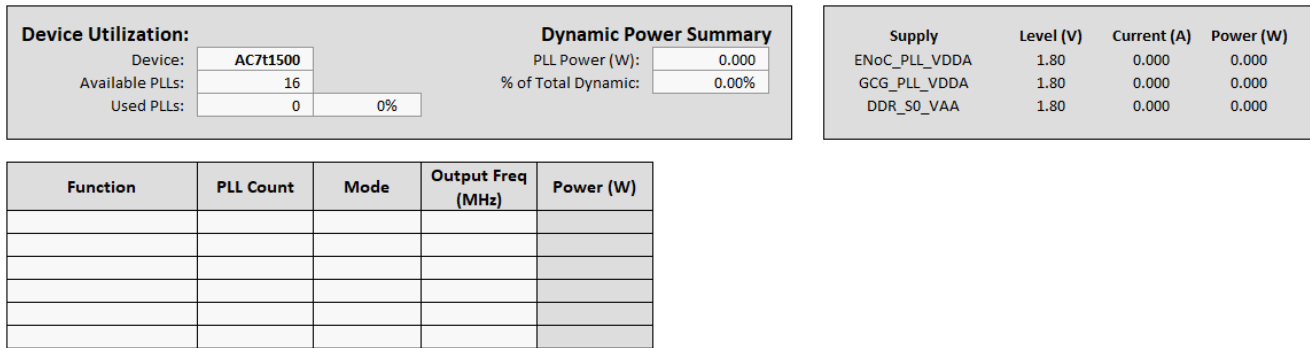 Device Utilization:
Device: AC7t1500
Available PLLs: 16
Used PLLs: 0 0%
Dynamic Power Summary
PLL Power (W): 0.000
% of Total Dynamic: 0.00%
Supply Level (V) Current (A) Power (W)
ENoC_PLL_VDDA 1.80 0.000 0.000
GCG_PLL_VDDA 1.80 0.000 0.000
DDR_S0_VAA 1.80 0.000 0.000
Function PLL Count Mode Output Freq (MHz) Power (W)